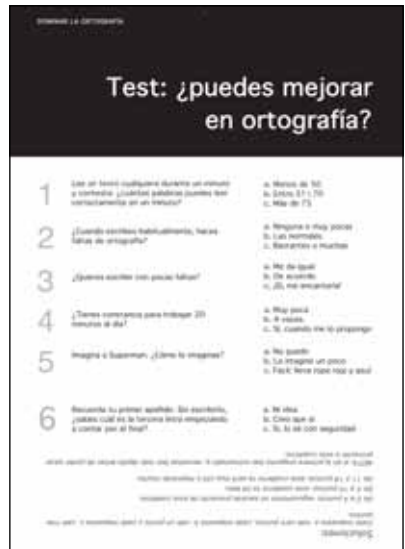 DOMINAR LA ORTOGRAFÍA
Test: ¿puedes mejorar
en ortografía?
1
Lee un texto cualquiera durante un minuto
y contesta: ¿cuántas palabras puedes leer
correctamente en un minuto?
a. Menos de 50
b. Entre 51 y 70
c. Más de 75
2
¿Cuando escribes habitualmente, haces
faltas de ortografía?
a. Ninguna o muy pocas
b. Las normales
c. Bastantes o muchas
3
¿Quieres escribir con pocas faltas?
a. Me da igual
b. De acuerdo
c. ¡Sí, me encantaría!
4
¿Tienes constancia para trabajar 20
minutos al día?
a. Muy poca
b. A veces
c. Sí, cuando me lo propongo
5
Imagina a Superman. ¿Cómo lo imaginas?
a. No puedo
b. Lo imagino un poco
c. Fácil: lleva ropa roja y azul
6
Recuerda tu primer apellido. Sin escribirlo,
¿sabes cuál es la tercera letra empezando
a contar por el final?
a. Ni idea
b. Creo que sí
c. Sí, lo sé con seguridad
Soluciones: